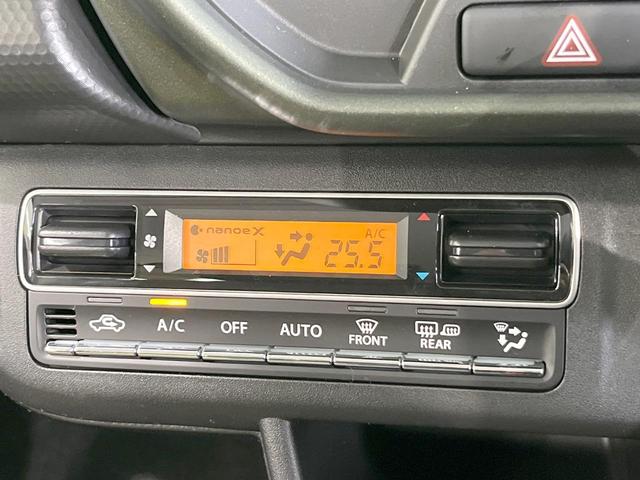 nanoeX
A/C
25.5
A/C OFF AUTO FRONT REAR